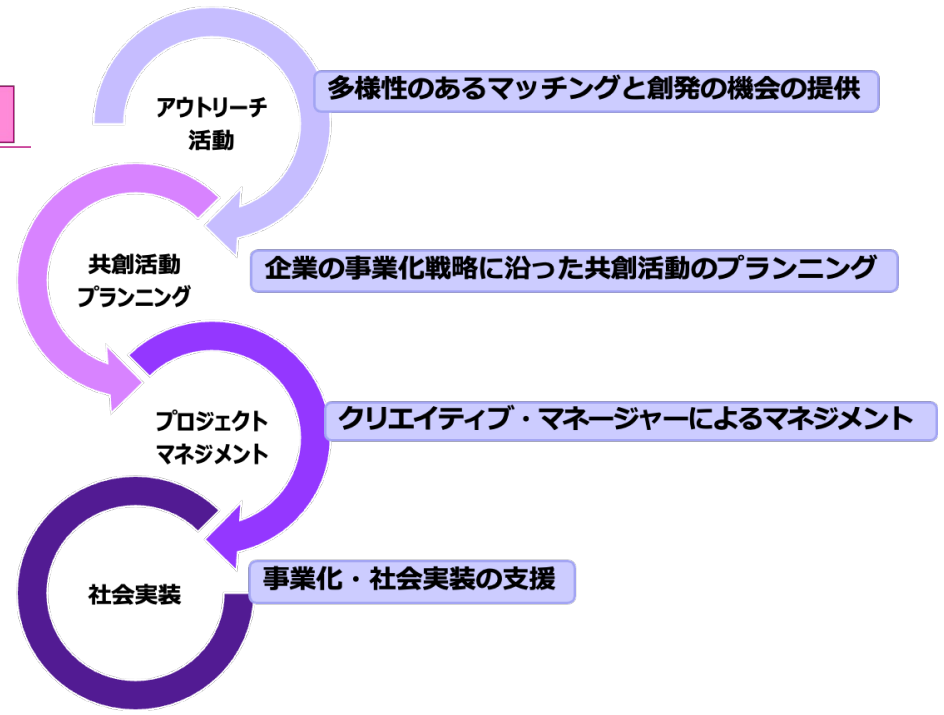 アウトリーチ
活動
多様性のあるマッチングと創発の機会の提供
共創活動
プランニング
企業の事業化戦略に沿った共創活動のプランニング
プロジェクト
マネジメント
クリエイティブ・マネージャーによるマネジメント
社会実装
事業化・社会実装の支援